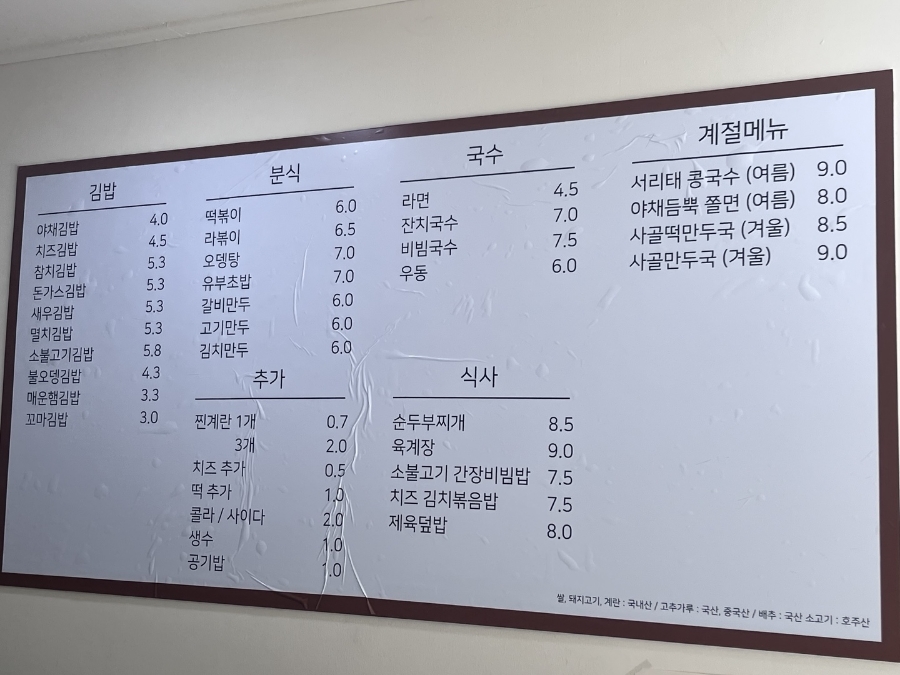 김밥
야채김밥 4.0
치즈김밥 4.5
참치김밥 5.3
돈가스김밥 5.3
새우김밥 5.3
멸치김밥 5.3
소불고기김밥 5.8
불오뎅김밥 4.3
매운햄김밥 3.3
꼬마김밥 3.0
분식
떡볶이 6.0
라볶이 6.5
오뎅탕 7.0
유부초밥 7.0
갈비만두 6.0
고기만두 6.0
김치만두 6.0
추가
찐계란 1개 0.7
3개 2.0
치즈 추가 0.5
떡 추가 1.0
콜라 / 사이다 2.0
생수 1.0
공기밥 1.0
국수
라면 4.5
잔치국수 7.0
비빔국수 7.5
우동 6.0
식사
순두부찌개 8.5
육계장 9.0
소불고기 간장비빔밥 7.5
치즈 김치볶음밥 7.5
제육덮밥 8.0
계절메뉴
서리태 콩국수 (여름) 9.0
야채듬뿍 쫄면 (여름) 8.0
사골떡만두국 (겨울) 8.5
사골만두국 (겨울) 9.0
쌀, 돼지고기, 계란 : 국내산 / 고추가루 : 국산, 중국산 / 배추 : 국산 소고기 : 호주산